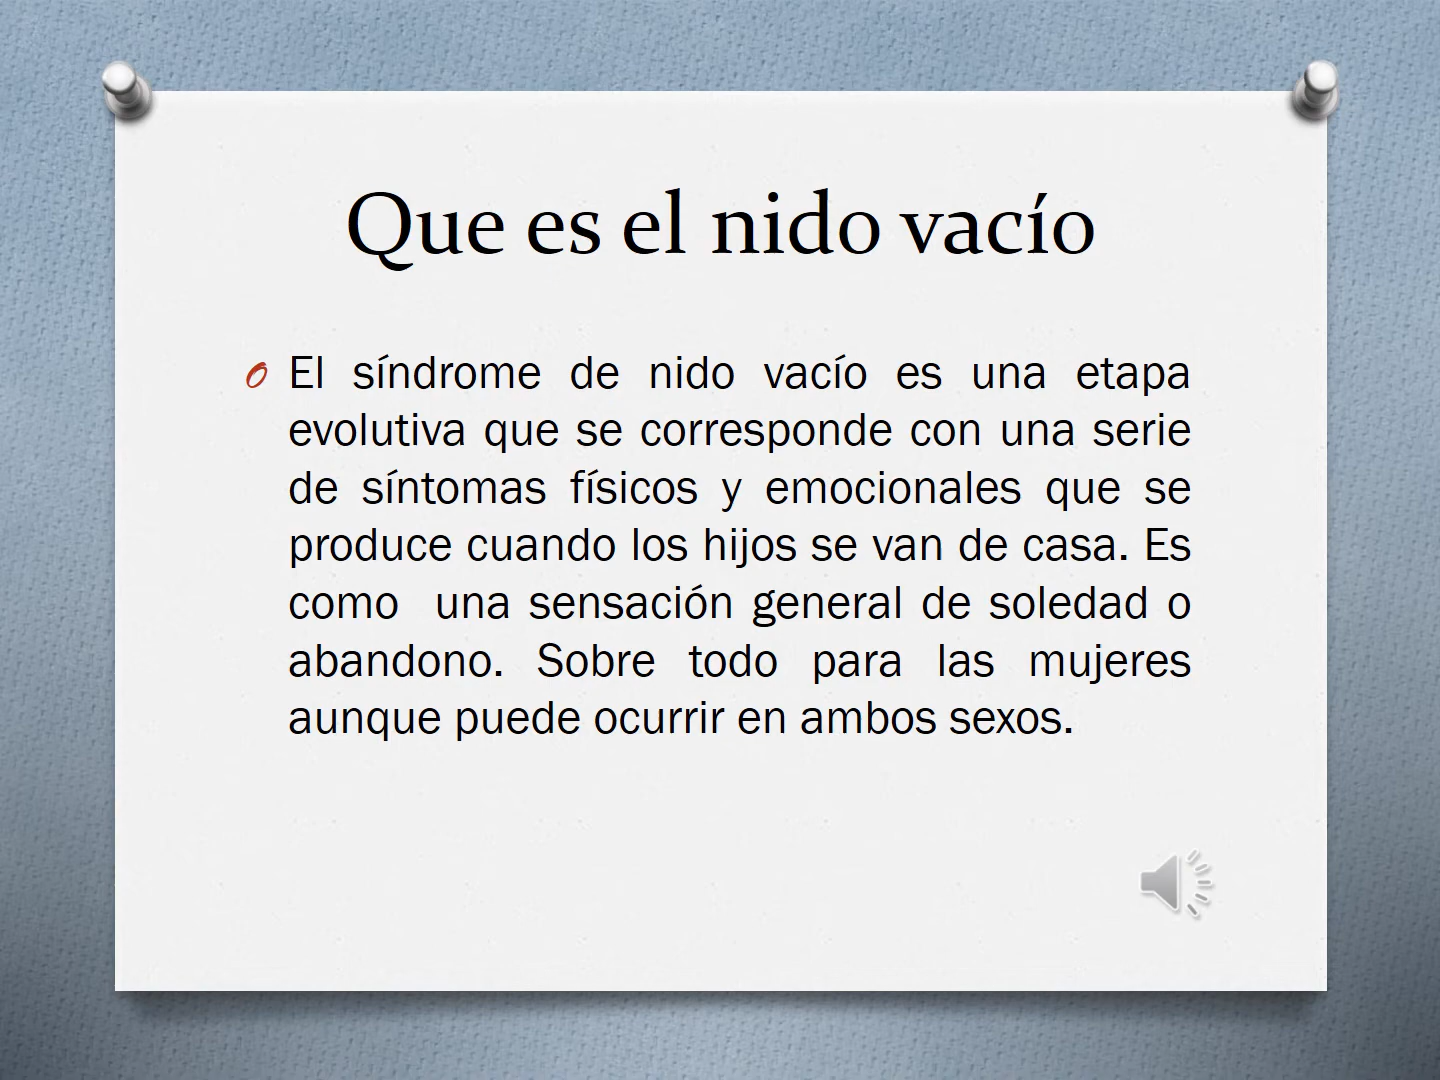 Que es el nido vacío
El síndrome de nido vacío es una etapa
evolutiva que se corresponde con una serie
de síntomas físicos y emocionales que se
produce cuando los hijos se van de casa. Es
como una sensación general de soledad o
abandono. Sobre todo para las mujeres
aunque puede ocurrir en ambos sexos.